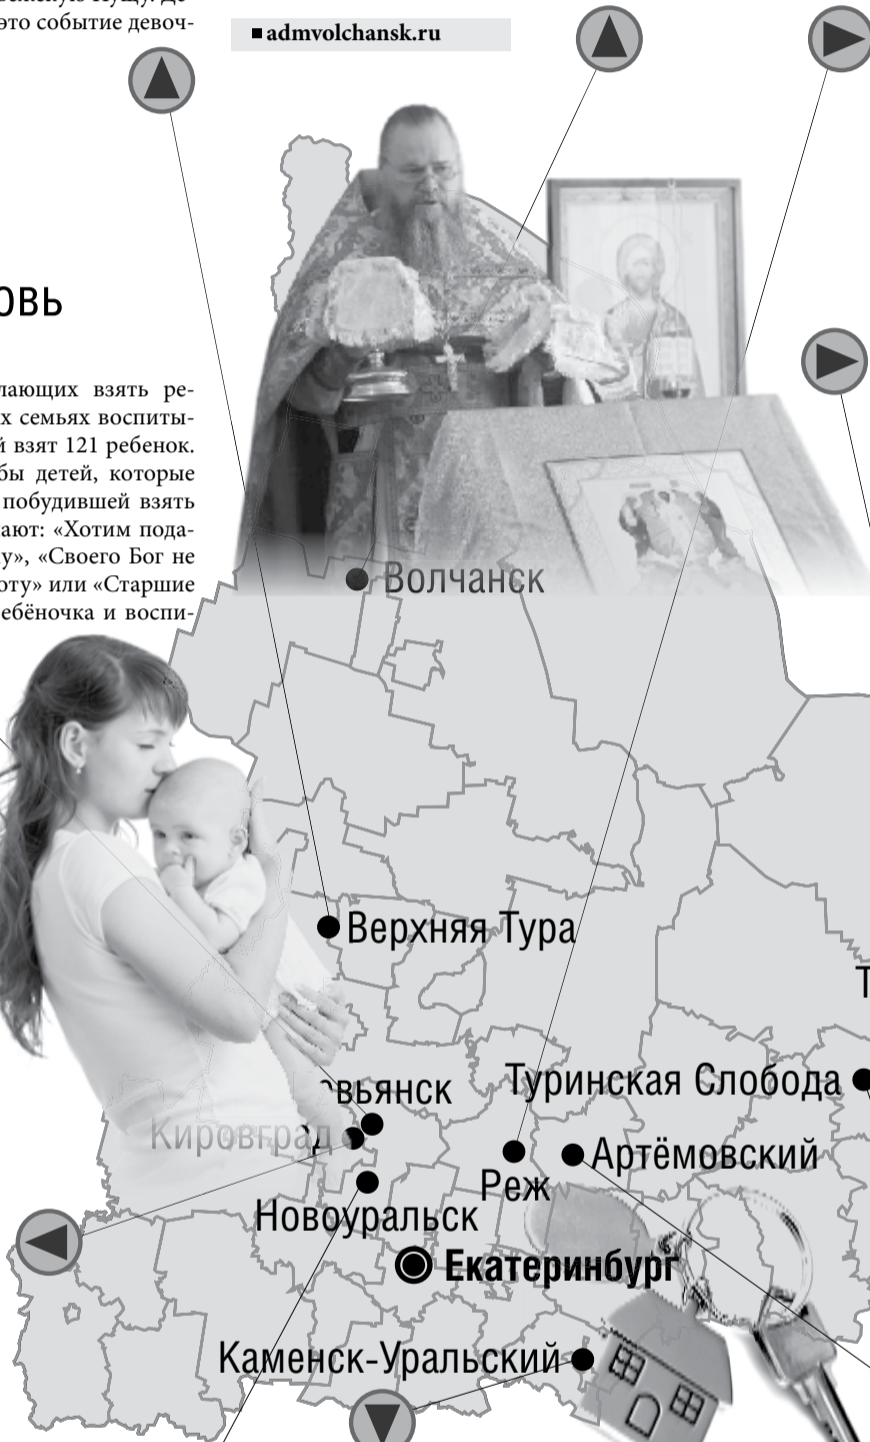 это событие девоч-
■ admvolchansk.ru
овь
лающих взять ре-
х семьях воспиты-
й взят 121 ребенок.
бы детей, которые
побудившей взять
ают: «Хотим пода-
у», «Своего Бог не
оту» или «Старшие
ебёночка и воспи-
Волчанск
Верхняя Тура
Т
вьянск
Туринская Слобода
Кировград
Артёмовский
Реж
Новоуральск
Екатеринбург
Каменск-Уральский